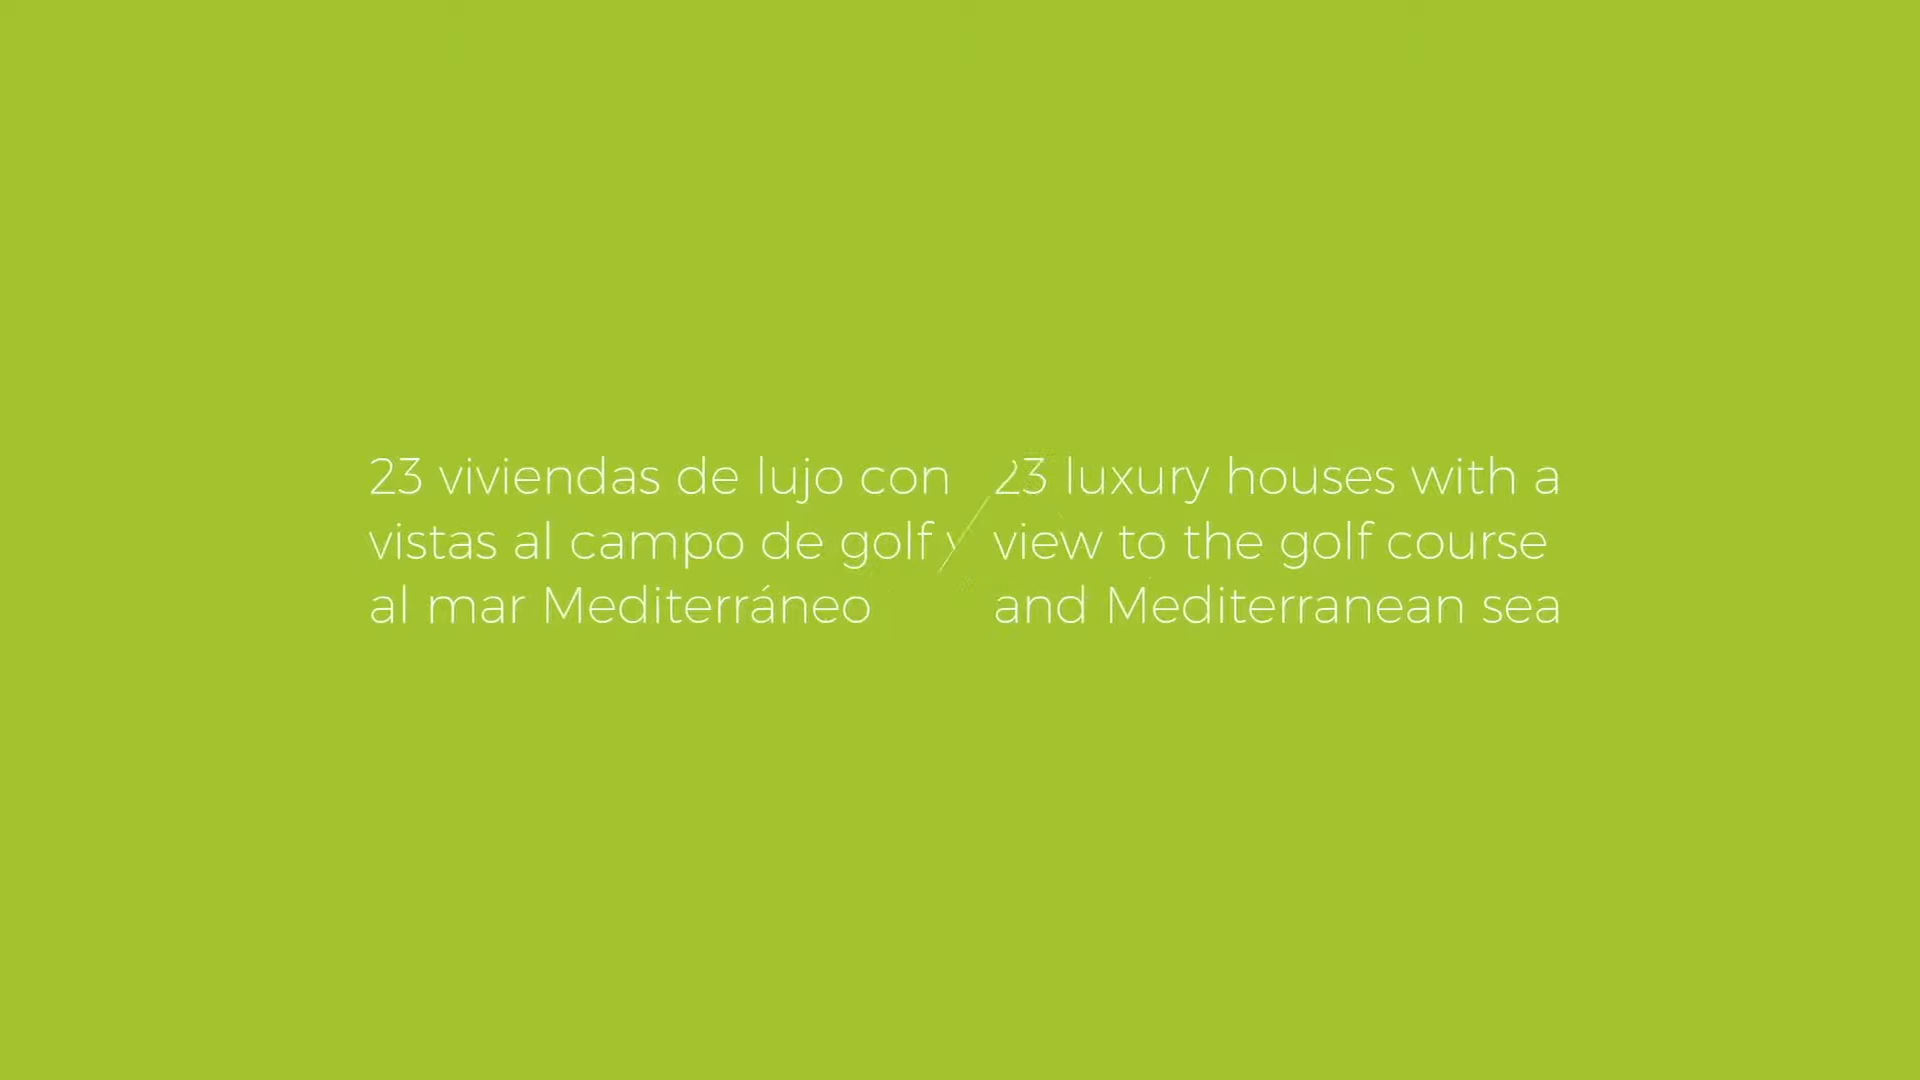 23 viviendas de lujo con
vistas al campo de golf y
al mar Mediterráneo
23 luxury houses with a
view to the golf course
and Mediterranean sea